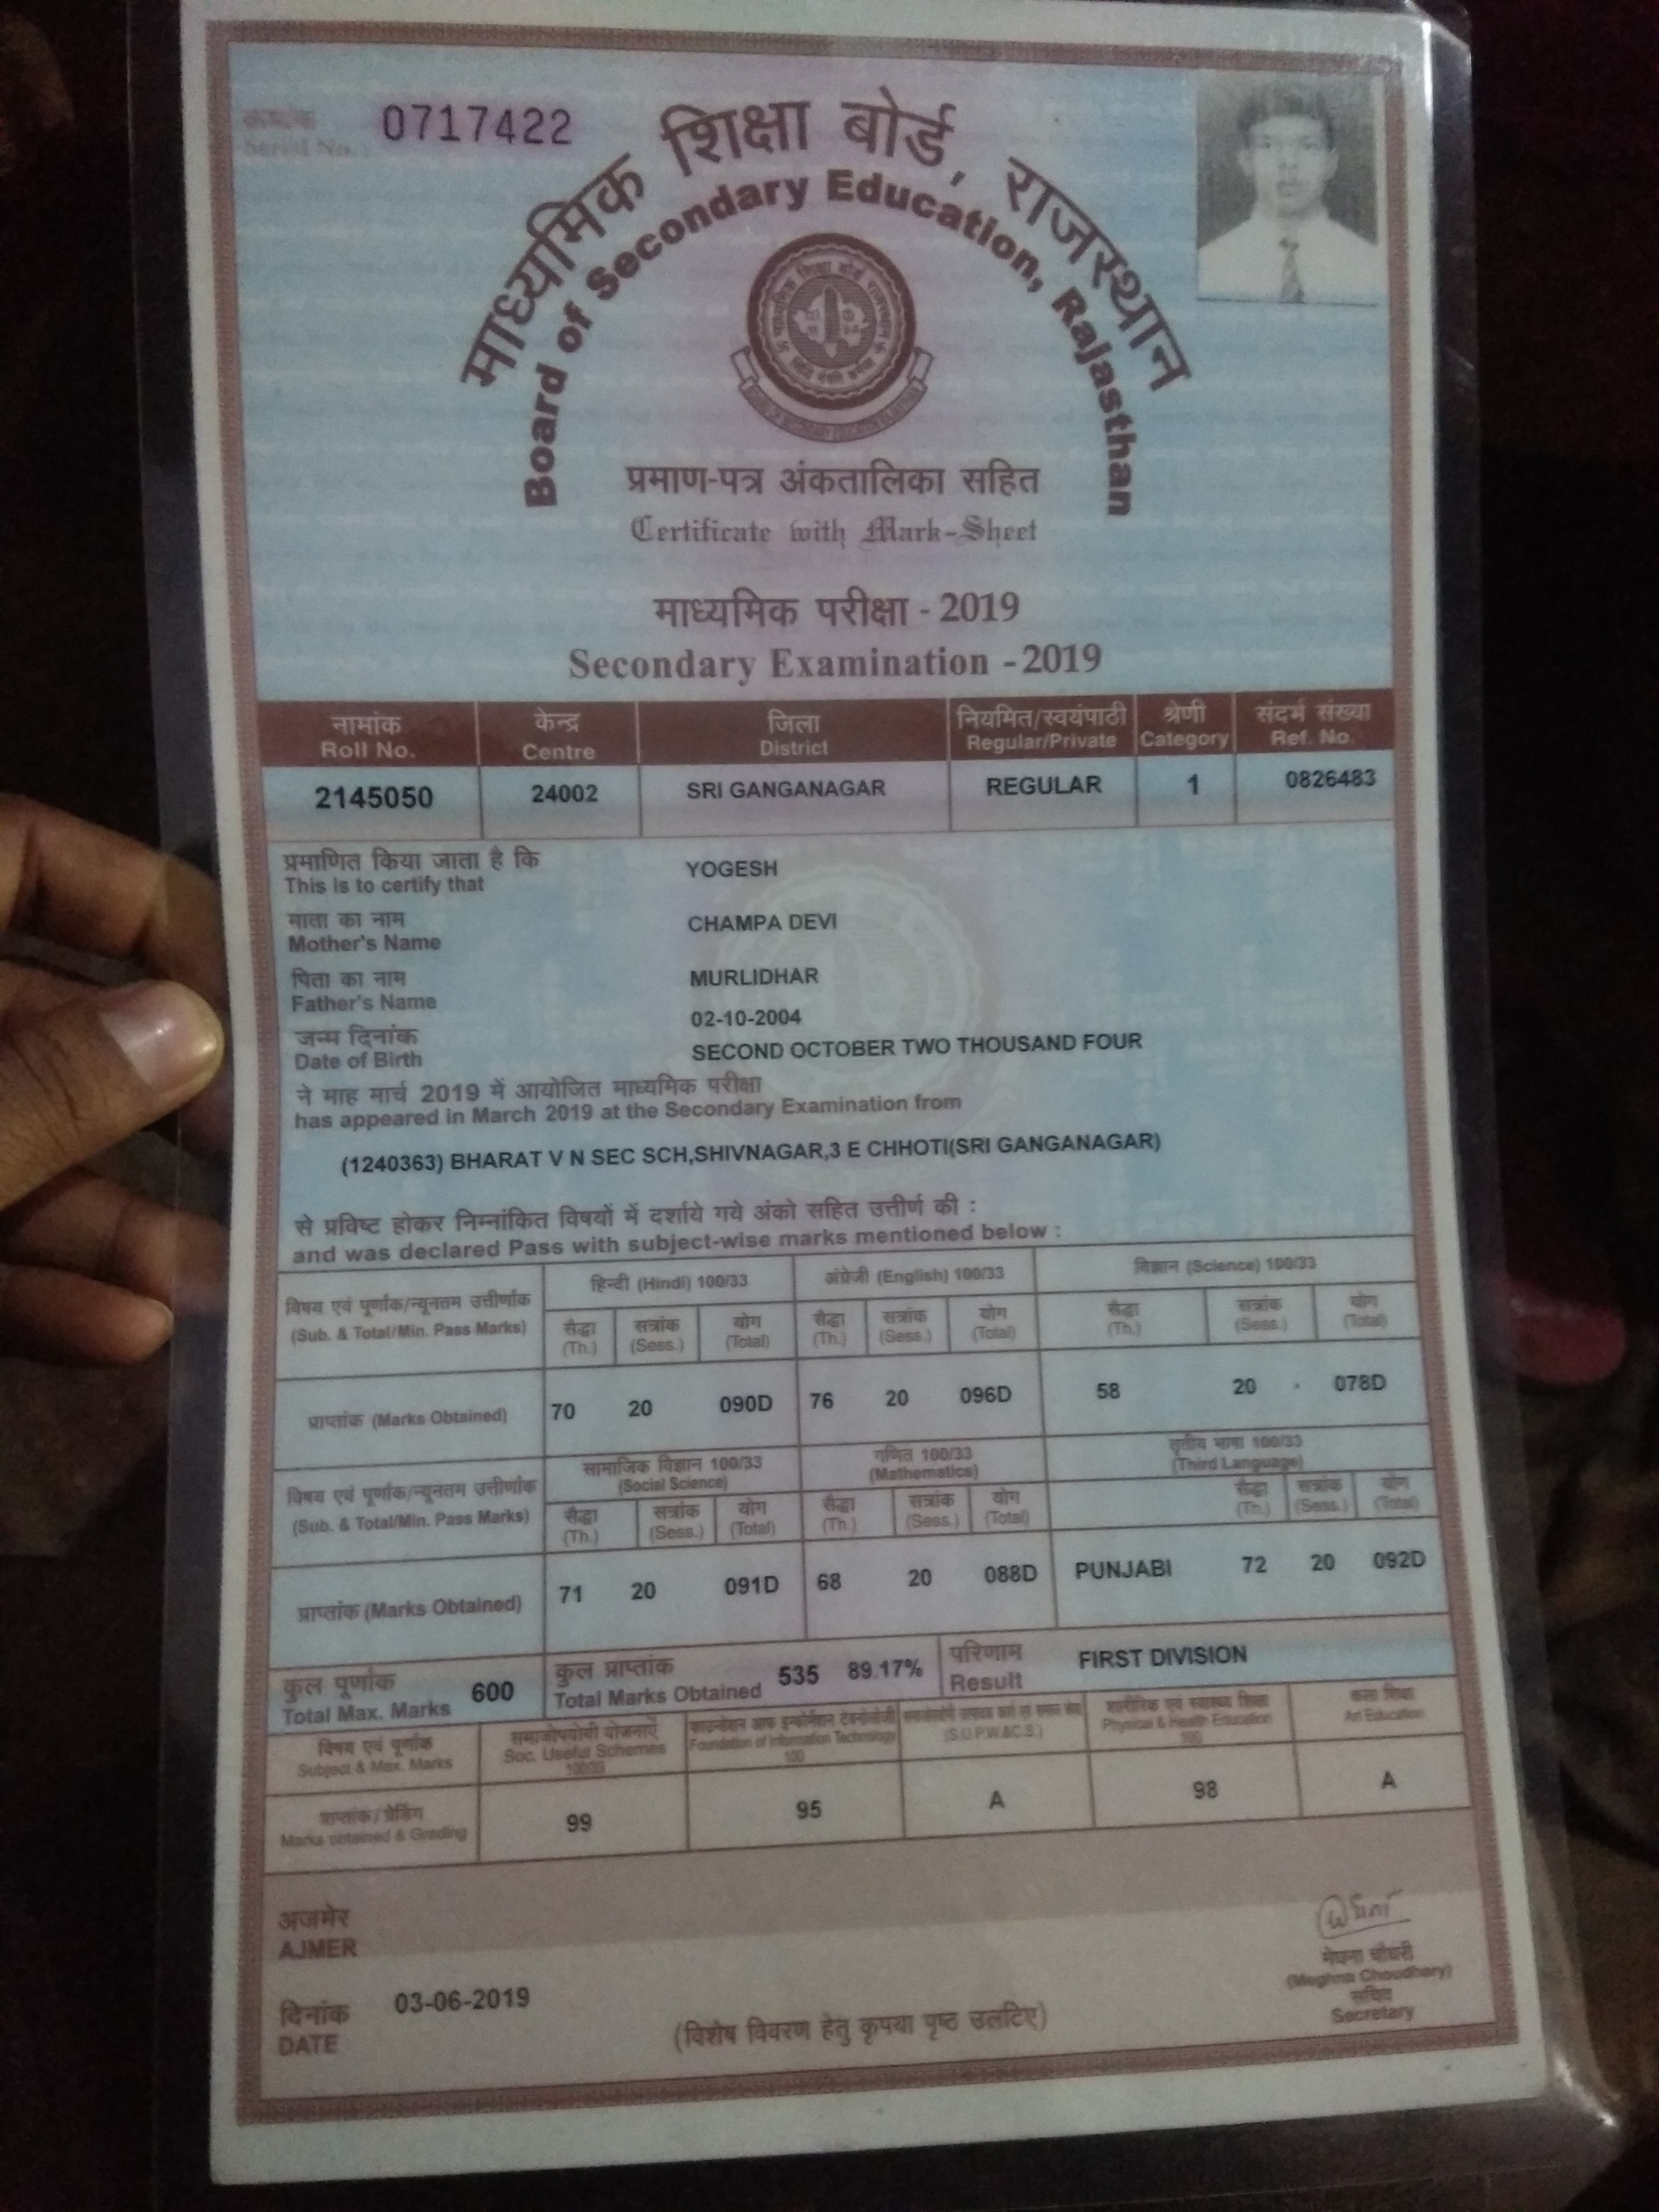 क्रमांक 0717422
Serial No.
माध्यमिक शिक्षा बोर्ड, राजस्थान
Board of Secondary Education, Rajasthan
प्रमाण-पत्र अंकतालिका सहित
Certificate with Mark-Sheet
माध्यमिक परीक्षा - 2019
Secondary Examination - 2019
नामांक केन्द्र जिला नियमित/स्वयंपाठी श्रेणी संदर्भ संख्या
Roll No. Centre District Regular/Private Category Ref. No.
2145050 24002 SRI GANGANAGAR REGULAR 1 0826483
प्रमाणित किया जाता है कि YOGESH
This is to certify that
माता का नाम CHAMPA DEVI
Mother's Name
पिता का नाम MURLIDHAR
Father's Name
जन्म दिनांक 02-10-2004
Date of Birth SECOND OCTOBER TWO THOUSAND FOUR
ने माह मार्च 2019 में आयोजित माध्यमिक परीक्षा
has appeared in March 2019 at the Secondary Examination from
(1240363) BHARAT V N SEC SCH,SHIVNAGAR,3 E CHHOTI(SRI GANGANAGAR)
से प्रविष्ट होकर निम्नांकित विषयों में दर्शाये गये अंको सहित उत्तीर्ण की :
and was declared Pass with subject-wise marks mentioned below :
विषय एवं पूर्णांक/न्यूनतम उत्तीर्णांक हिन्दी (Hindi) 100/33 अंग्रेजी (English) 100/33 विज्ञान (Science) 100/33
(Sub. & Total/Min. Pass Marks) सैद्धा सत्रांक योग सैद्धा सत्रांक योग सैद्धा सत्रांक योग
(Th.) (Sess.) (Total) (Th.) (Sess.) (Total) (Th.) (Sess.) (Total)
प्राप्तांक (Marks Obtained) 70 20 090D 76 20 096D 58 20 078D
विषय एवं पूर्णांक/न्यूनतम उत्तीर्णांक सामाजिक विज्ञान 100/33 गणित 100/33 तृतीय भाषा 100/33
(Social Science) (Mathematics) (Third Language)
(Sub. & Total/Min. Pass Marks) सैद्धा सत्रांक योग सैद्धा सत्रांक योग सैद्धा सत्रांक योग
(Th.) (Sess.) (Total) (Th.) (Sess.) (Total) (Th.) (Sess.) (Total)
प्राप्तांक (Marks Obtained) 71 20 091D 68 20 088D PUNJABI 72 20 092D
कुल पूर्णांक 600 कुल प्राप्तांक 535 89.17% परिणाम FIRST DIVISION
Total Max. Marks Total Marks Obtained Result
विषय एवं पूर्णांक समाजोपयोगी योजनाऐं फाउन्डेशन आफ इन्फोर्मेशन टेक्नोलोजी शारीरिक एवं स्वास्थ्य शिक्षा कला शिक्षा
Subject & Max. Marks Soc. Useful Schemes Foundation of Information Technology (S.U.P.W.&C.S.) Physical & Health Education Art Education
100/33 100 100
प्राप्तांक / ग्रेडिंग 99 95 A 98 A
Marks obtained & Grading
अजमेर
AJMER
मेघना चौधरी
(Meghna Choudhary)
सचिव
Secretary
दिनांक 03-06-2019
DATE
(विशेष विवरण हेतु कृपया पृष्ठ उलटिए)